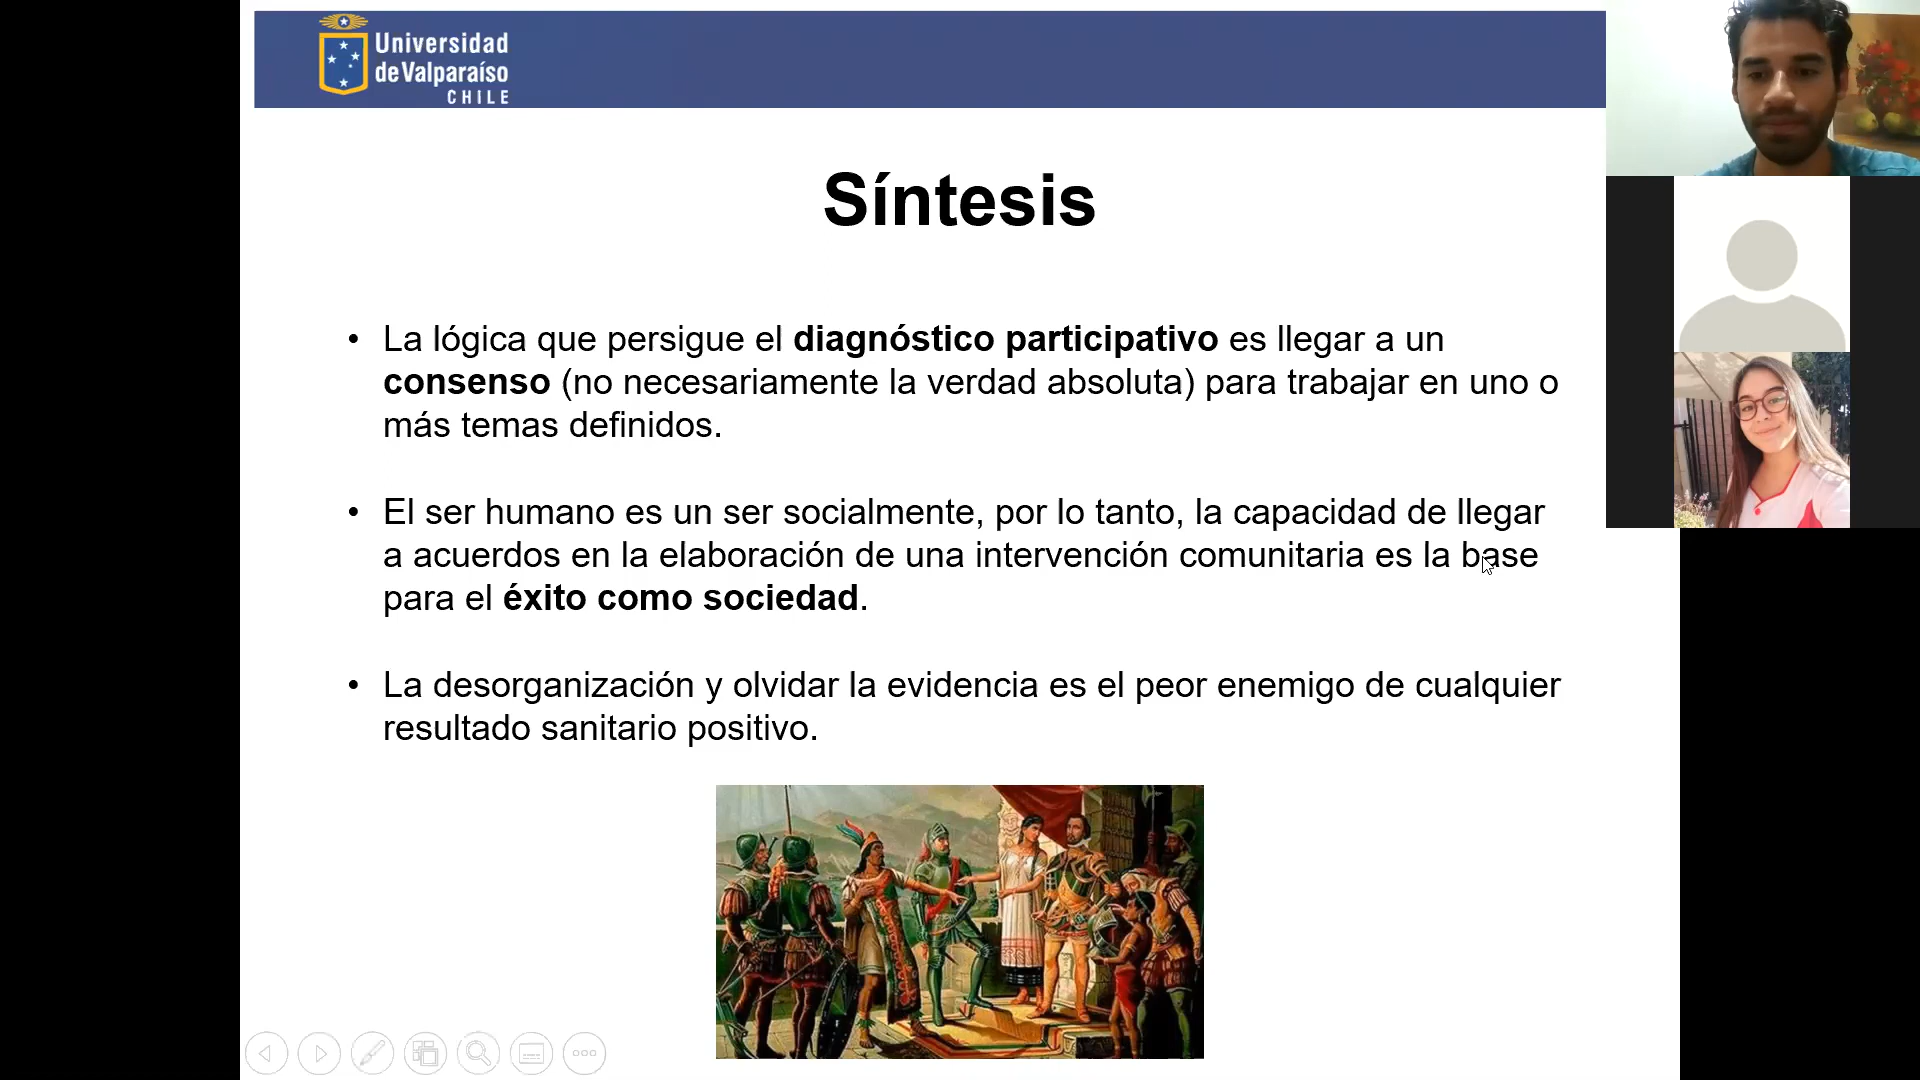 Universidad
de Valparaíso
CHILE
Síntesis
• La lógica que persigue el diagnóstico participativo es llegar a un
consenso (no necesariamente la verdad absoluta) para trabajar en uno o
más temas definidos.
• El ser humano es un ser socialmente, por lo tanto, la capacidad de llegar
a acuerdos en la elaboración de una intervención comunitaria es la base
para el éxito como sociedad.
• La desorganización y olvidar la evidencia es el peor enemigo de cualquier
resultado sanitario positivo.